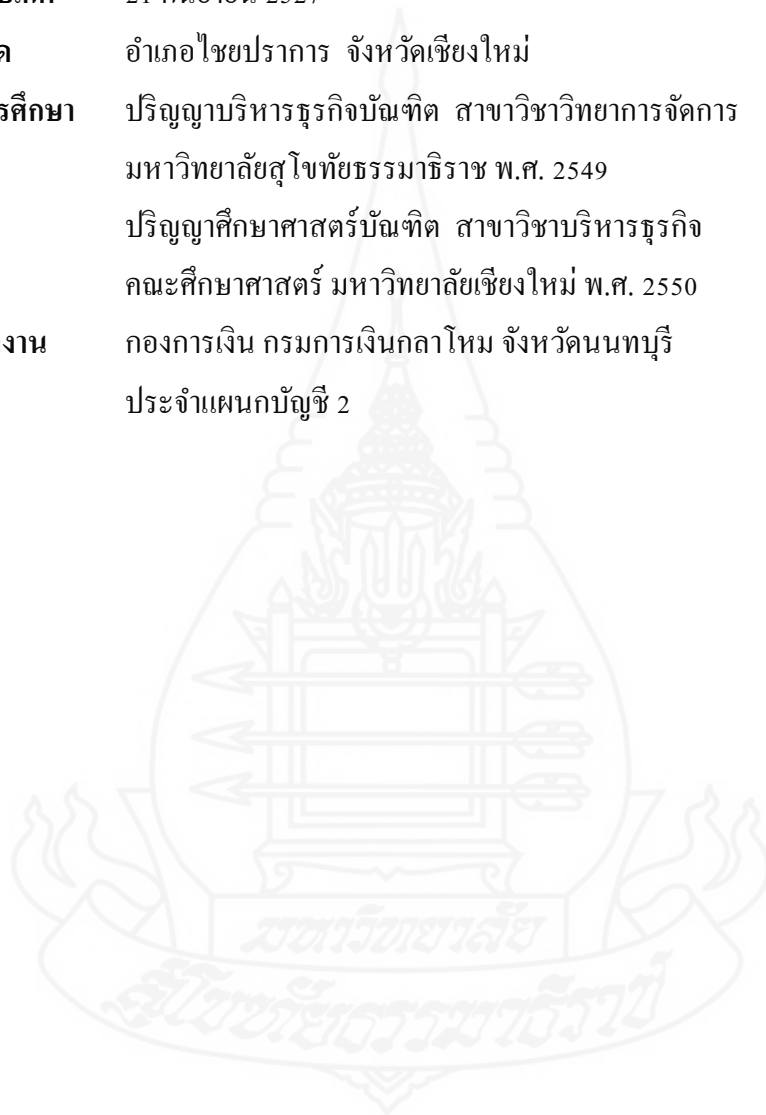 21 กันยายน 2527
ด อำเภอไชยปราการ จังหวัดเชียงใหม่
รศึกษา ปริญญาบริหารธุรกิจบัณฑิต สาขาวิชาวิทยาการจัดการ
มหาวิทยาลัยสุโขทัยธรรมาธิราช พ.ศ. 2549
ปริญญาศึกษาศาสตร์บัณฑิต สาขาวิชาบริหารธุรกิจ
คณะศึกษาศาสตร์ มหาวิทยาลัยเชียงใหม่ พ.ศ. 2550
งาน กองการเงิน กรมการเงินกลาโหม จังหวัดนนทบุรี
ประจำแผนกบัญชี 2
มหาวิทยาลัย
สุโขทัยธรรมาธิราช